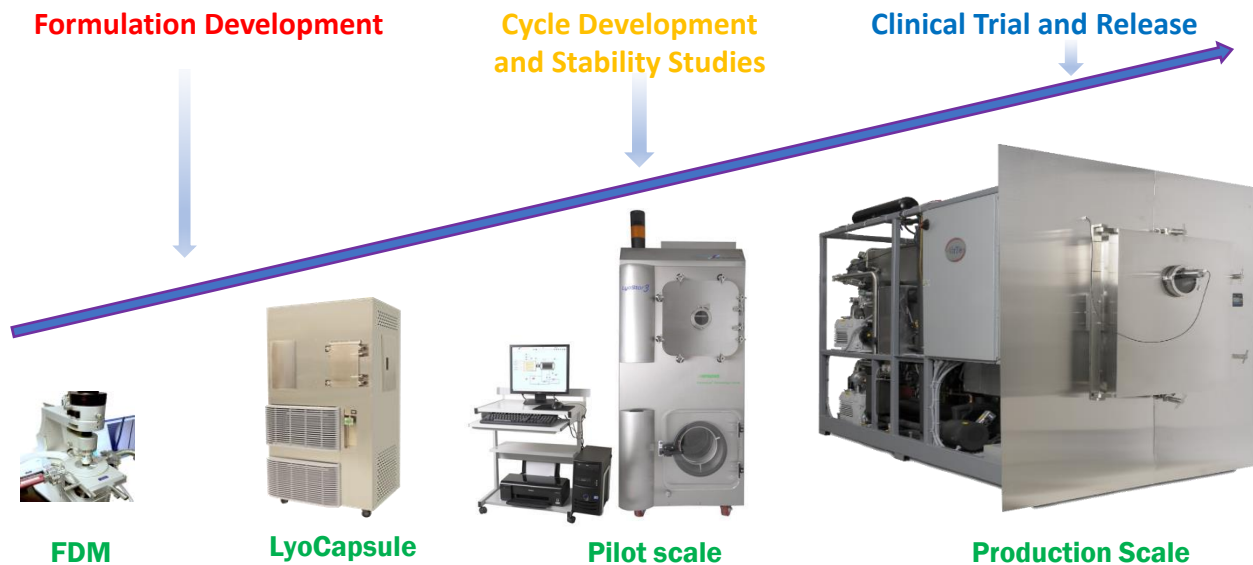 Formulation Development
Cycle Development
and Stability Studies
Clinical Trial and Release
FDM
LyoCapsule
Pilot scale
Production Scale